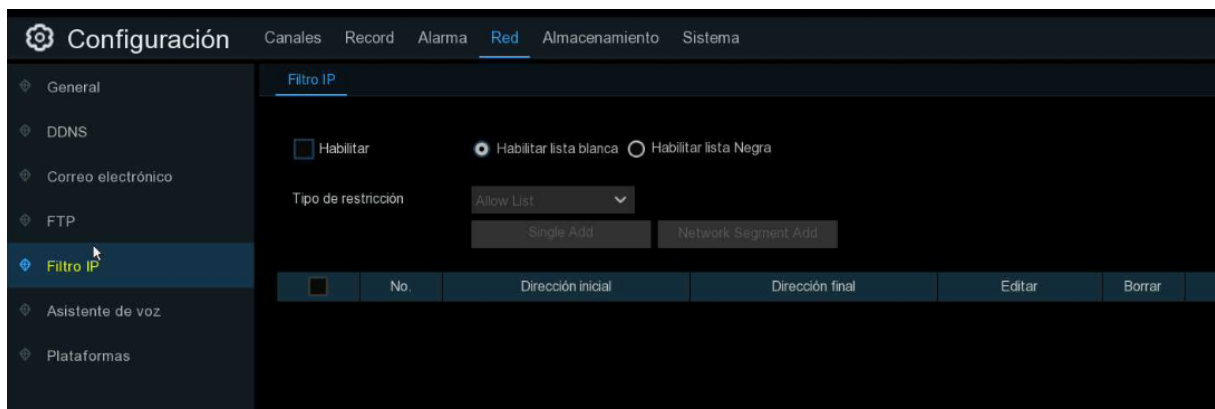 Configuración
Canales Record Alarma Red Almacenamiento Sistema
General
DDNS
Correo electrónico
FTP
Filtro IP
Asistente de voz
Plataformas
Filtro IP
Habilitar Habilitar lista blanca Habilitar lista Negra
Tipo de restricción Allow List
Single Add Network Segment Add
No. Dirección inicial Dirección final Editar Borrar